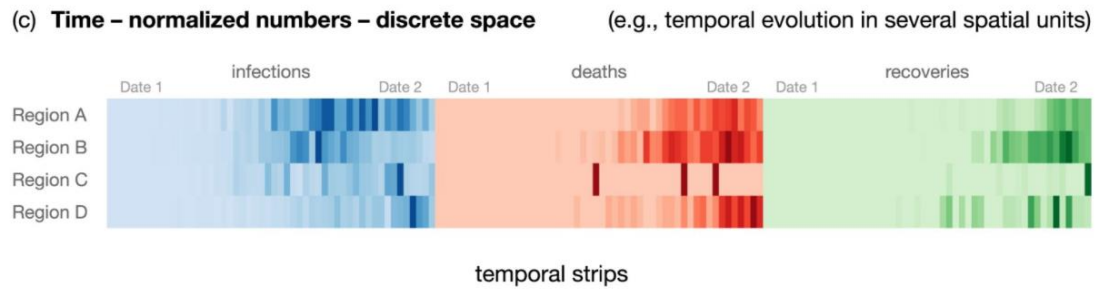 (c) Time – normalized numbers – discrete space (e.g., temporal evolution in several spatial units)
infections deaths recoveries
Date 1 Date 2 Date 1 Date 2 Date 1 Date 2
Region A
Region B
Region C
Region D
temporal strips